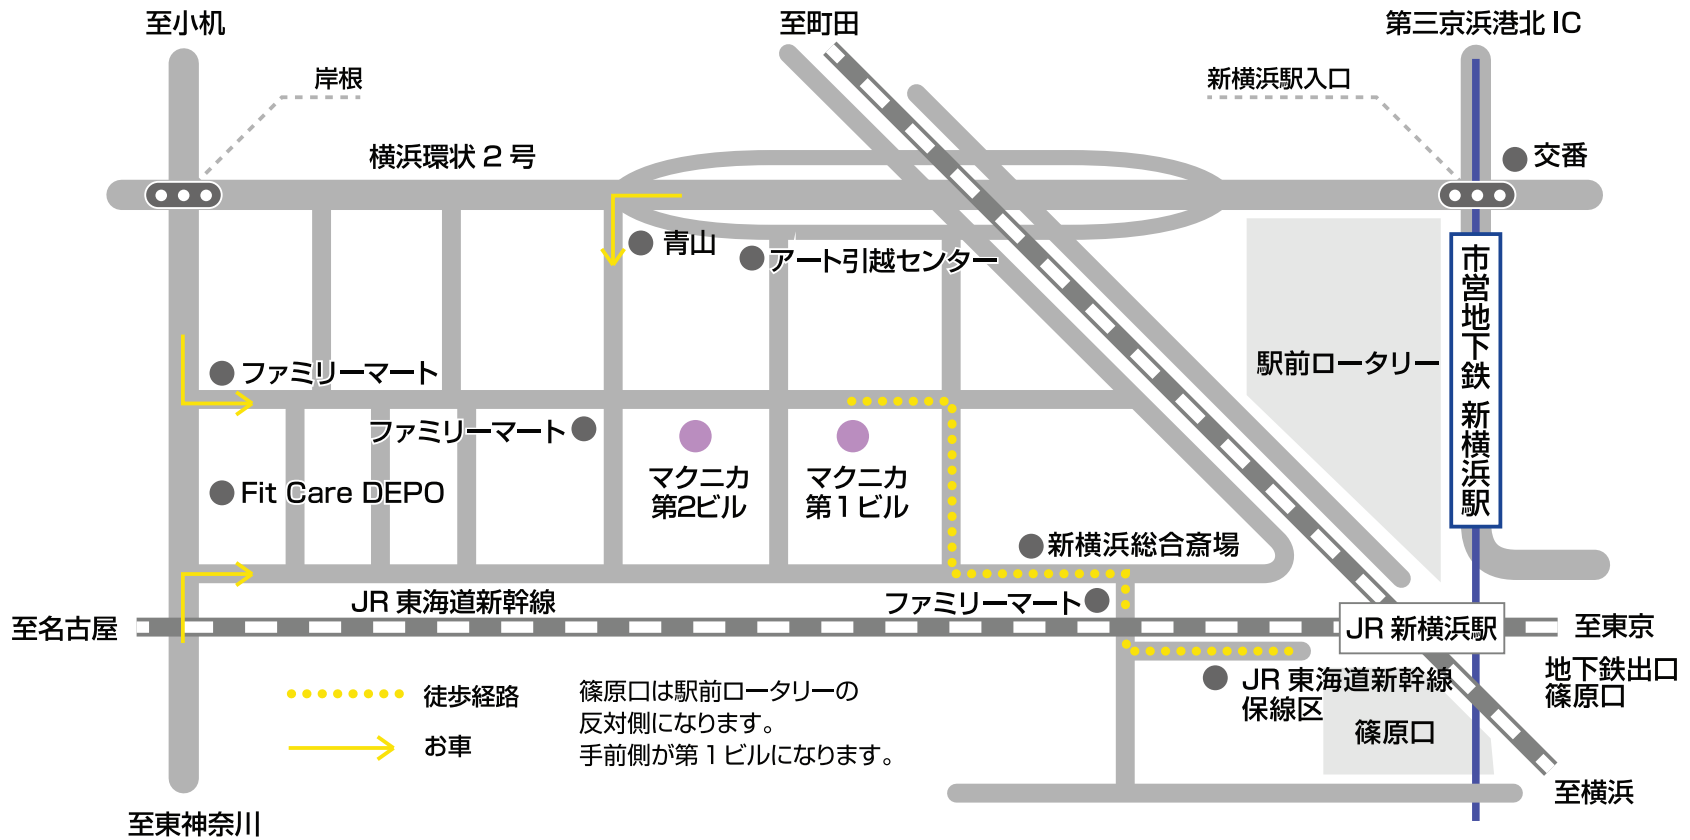 至小机
至町田
第三京浜港北 IC
岸根
新横浜駅入口
横浜環状 2 号
交番
青山
アート引越センター
市営地下鉄 新横浜駅
駅前ロータリー
ファミリーマート
ファミリーマート
マクニカ
第2ビル
マクニカ
第1ビル
Fit Care DEPO
新横浜総合斎場
JR 東海道新幹線
ファミリーマート
至名古屋
JR 新横浜駅
至東京
地下鉄出口
篠原口
JR 東海道新幹線
保線区
篠原口
徒歩経路
お車
篠原口は駅前ロータリーの
反対側になります。
手前側が第1ビルになります。
至横浜
至東神奈川